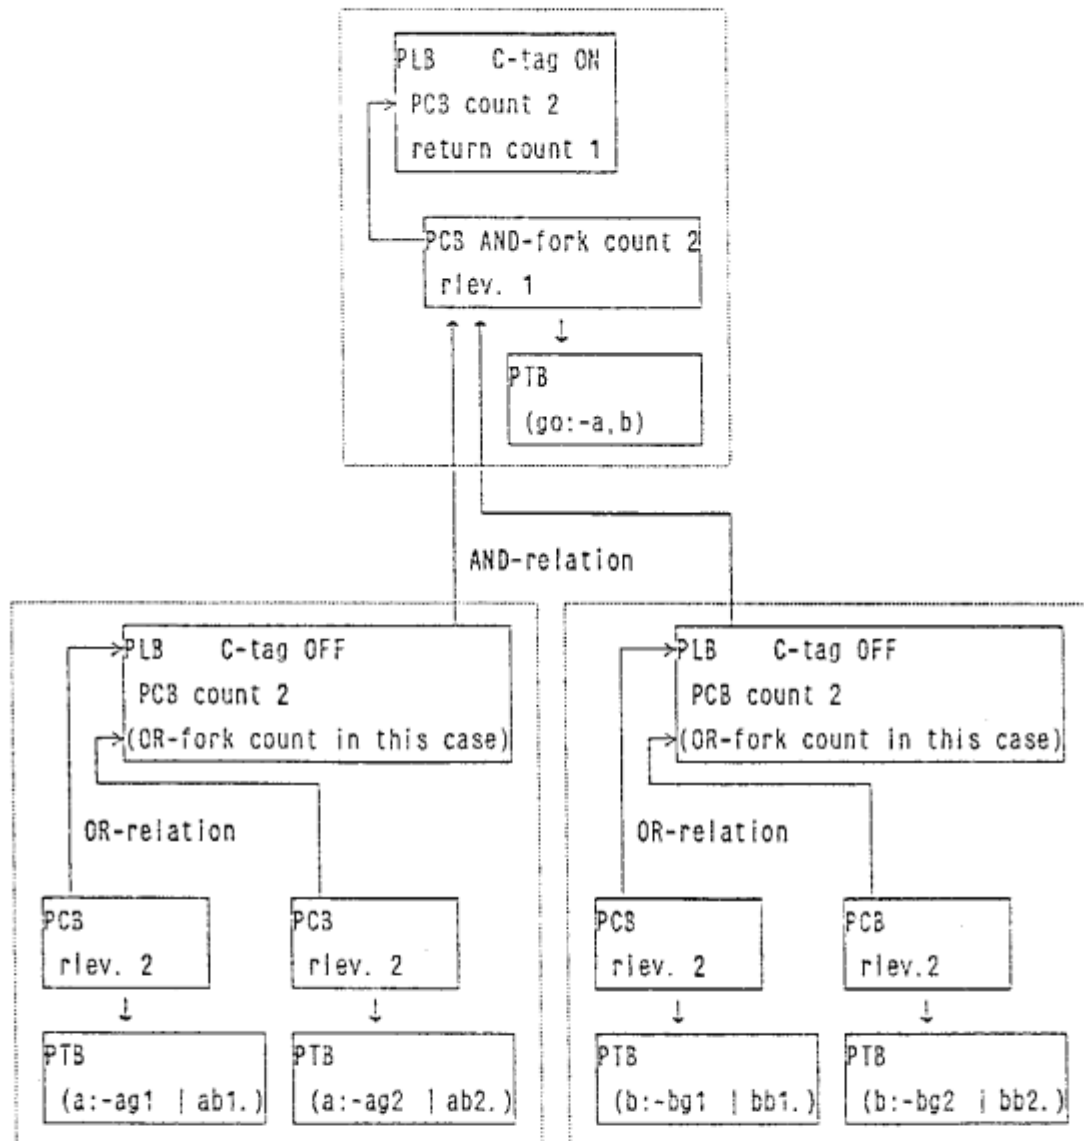 PLB C-tag ON
PCB count 2
return count 1
PCB AND-fork count 2
rlev. 1
PTB
(go:-a,b)
AND-relation
PLB C-tag OFF
PCB count 2
(OR-fork count in this case)
OR-relation
PCB
rlev. 2
PCB
rlev. 2
PTB
(a:-ag1 | ab1.)
PTB
(a:-ag2 | ab2.)
PLB C-tag OFF
PCB count 2
(OR-fork count in this case)
OR-relation
PCB
rlev. 2
PCB
rlev.2
PTB
(b:-bg1 | bb1.)
PTB
(b:-bg2 | bb2.)